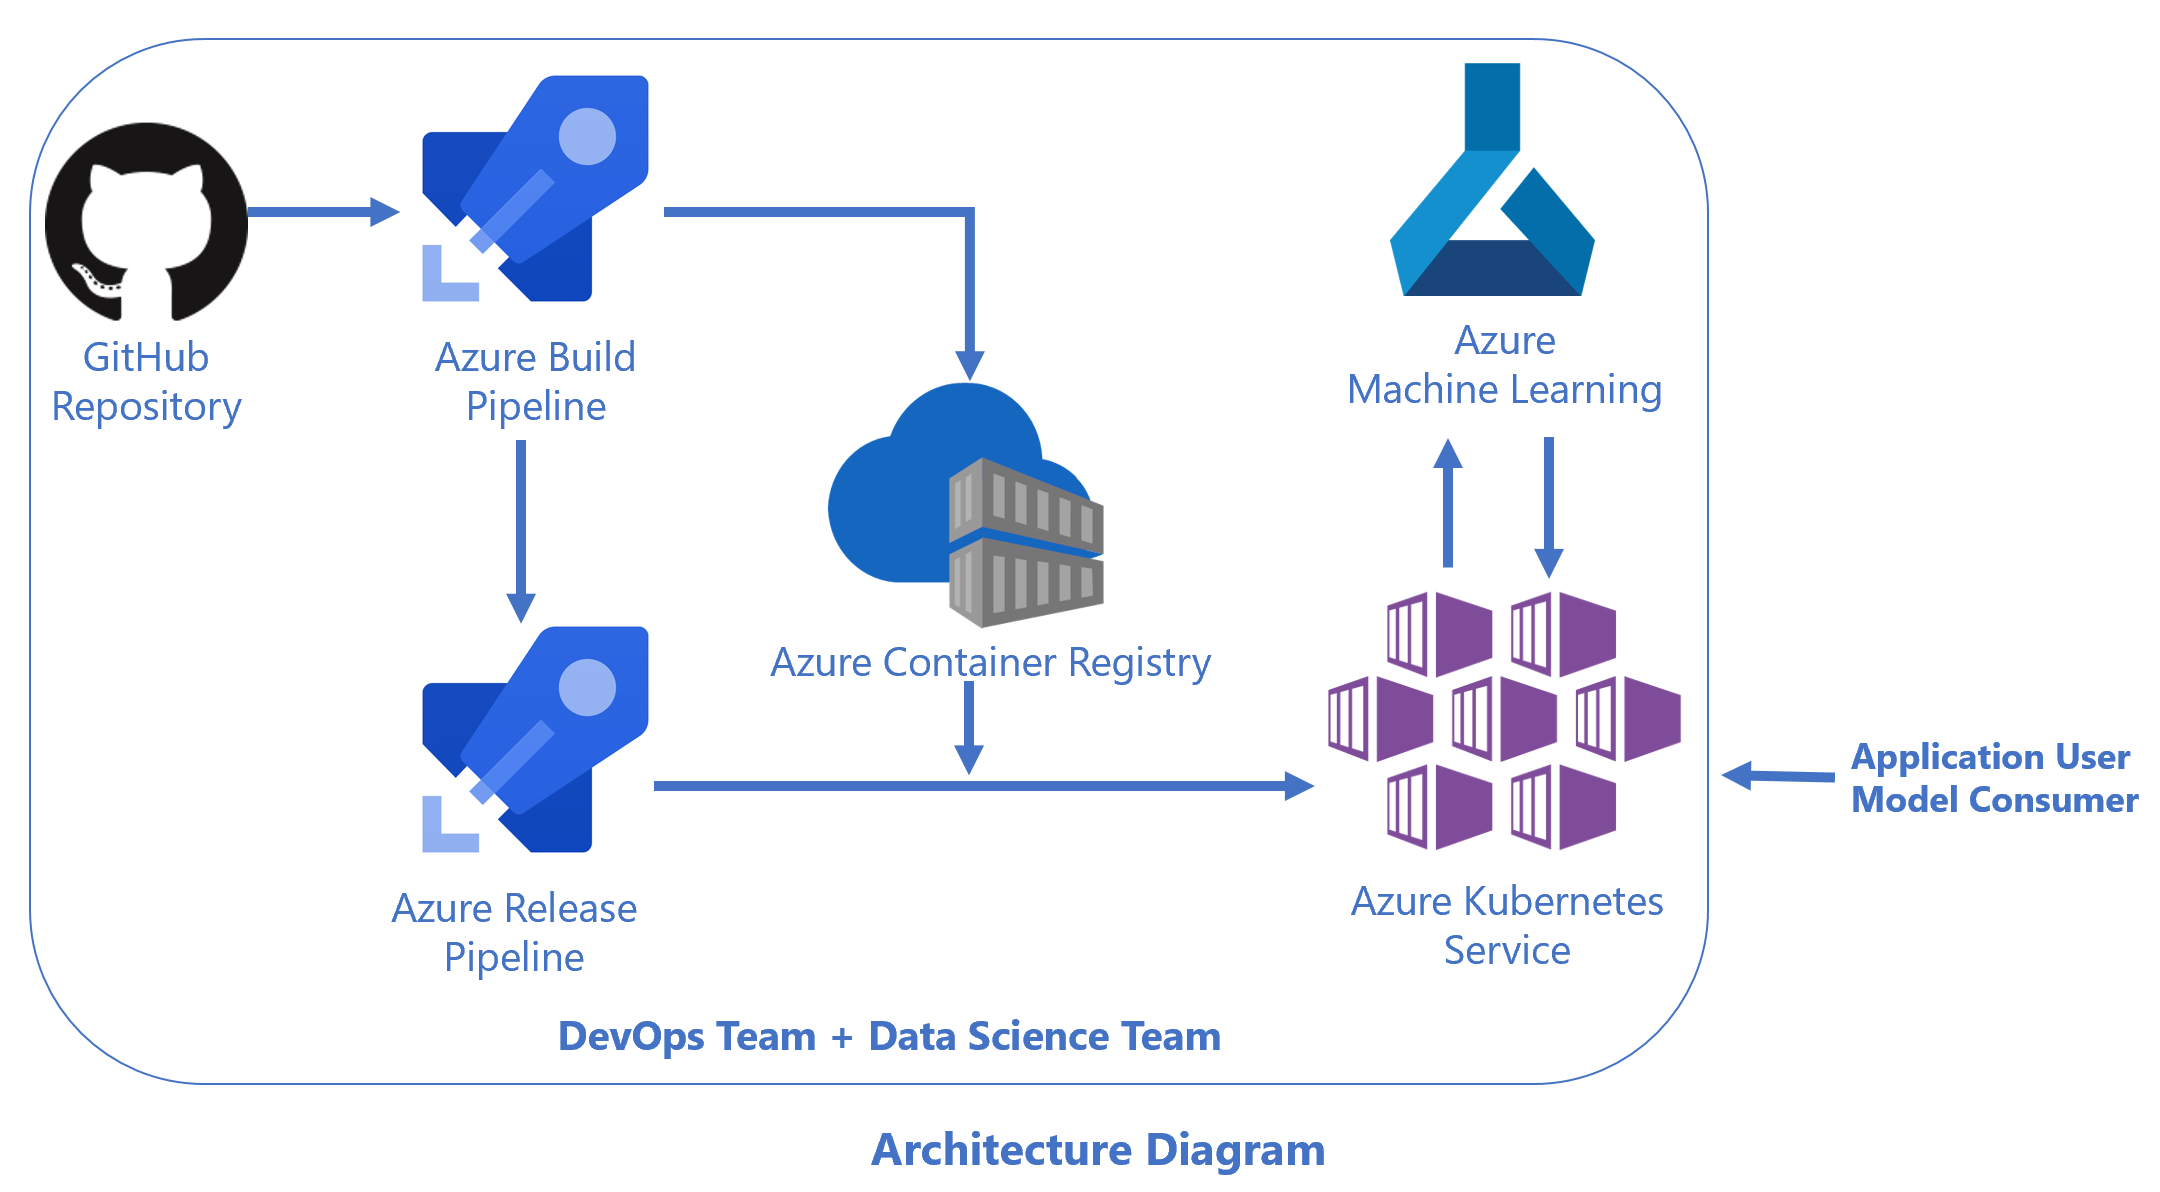 GitHub
Repository
Azure Build
Pipeline
Azure
Machine Learning
Azure Container Registry
Azure Release
Pipeline
Azure Kubernetes
Service
Application User
Model Consumer
DevOps Team + Data Science Team
Architecture Diagram